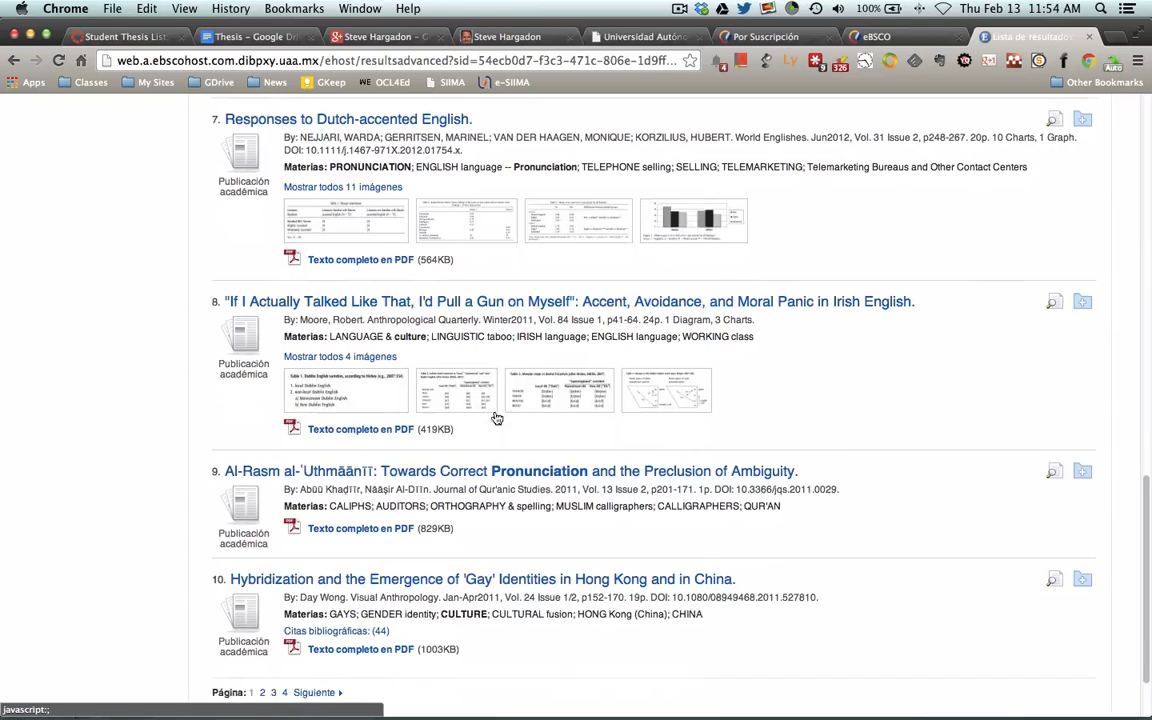 Chrome File Edit View History Bookmarks Window Help 100% Thu Feb 13 11:54 AM
Student Thesis List Thesis – Google Dri Steve Hargadon - G Steve Hargadon Universidad Autónc Por Suscripción eBSCO Lista de resultados
web.a.ebscohost.com.dibpxy.uaa.mx/ehost/resultsadvanced?sid=54ecb0d7-f3c3-471c-806e-1d9ff...
Apps Classes My Sites GDrive News GKeep OCL4Ed SIIMA e-SIIMA Other Bookmarks
7. Responses to Dutch-accented English.
By: NEJJARI, WARDA; GERRITSEN, MARINEL; VAN DER HAAGEN, MONIQUE; KORZILIUS, HUBERT. World Englishes. Jun2012, Vol. 31 Issue 2, p248-267. 20p. 10 Charts, 1 Graph.
DOI: 10.1111/j.1467-971X.2012.01754.x.
Materias: PRONUNCIATION; ENGLISH language -- Pronunciation; TELEPHONE selling; SELLING; TELEMARKETING; Telemarketing Bureaus and Other Contact Centers
Publicación
académica
Mostrar todos 11 imágenes
Texto completo en PDF (564KB)
8. "If I Actually Talked Like That, I'd Pull a Gun on Myself": Accent, Avoidance, and Moral Panic in Irish English.
By: Moore, Robert. Anthropological Quarterly. Winter2011, Vol. 84 Issue 1, p41-64. 24p. 1 Diagram, 3 Charts.
Materias: LANGUAGE & culture; LINGUISTIC taboo; IRISH language; ENGLISH language; WORKING class
Publicación
académica
Mostrar todos 4 imágenes
Texto completo en PDF (419KB)
9. Al-Rasm al-ʿUthmāānīī: Towards Correct Pronunciation and the Preclusion of Ambiguity.
By: Abūū Khaḍīīr, Nāāṣir Al-Dīīn. Journal of Qur'anic Studies. 2011, Vol. 13 Issue 2, p201-171. 1p. DOI: 10.3366/jqs.2011.0029.
Materias: CALIPHS; AUDITORS; ORTHOGRAPHY & spelling; MUSLIM calligraphers; CALLIGRAPHERS; QUR'AN
Publicación
académica
Texto completo en PDF (829KB)
10. Hybridization and the Emergence of 'Gay' Identities in Hong Kong and in China.
By: Day Wong. Visual Anthropology. Jan-Apr2011, Vol. 24 Issue 1/2, p152-170. 19p. DOI: 10.1080/08949468.2011.527810.
Materias: GAYS; GENDER identity; CULTURE; CULTURAL fusion; HONG Kong (China); CHINA
Publicación
académica
Citas bibliográficas: (44)
Texto completo en PDF (1003KB)
Página: 1 2 3 4 Siguiente
javascript:;